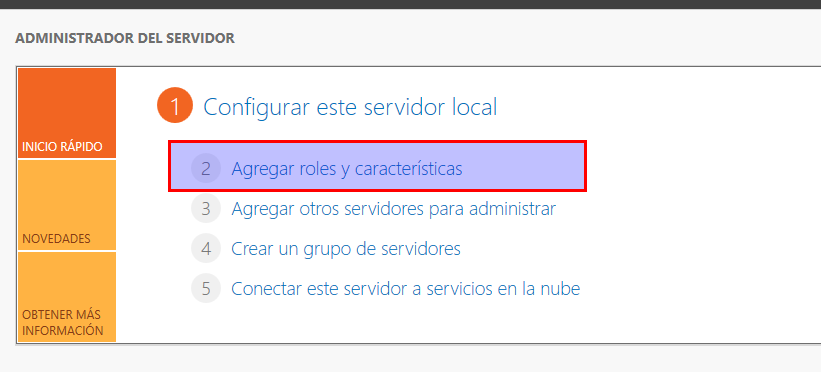 ADMINISTRADOR DEL SERVIDOR
1 Configurar este servidor local
INICIO RÁPIDO
2 Agregar roles y características
3 Agregar otros servidores para administrar
NOVEDADES
4 Crear un grupo de servidores
5 Conectar este servidor a servicios en la nube
OBTENER MÁS
INFORMACIÓN